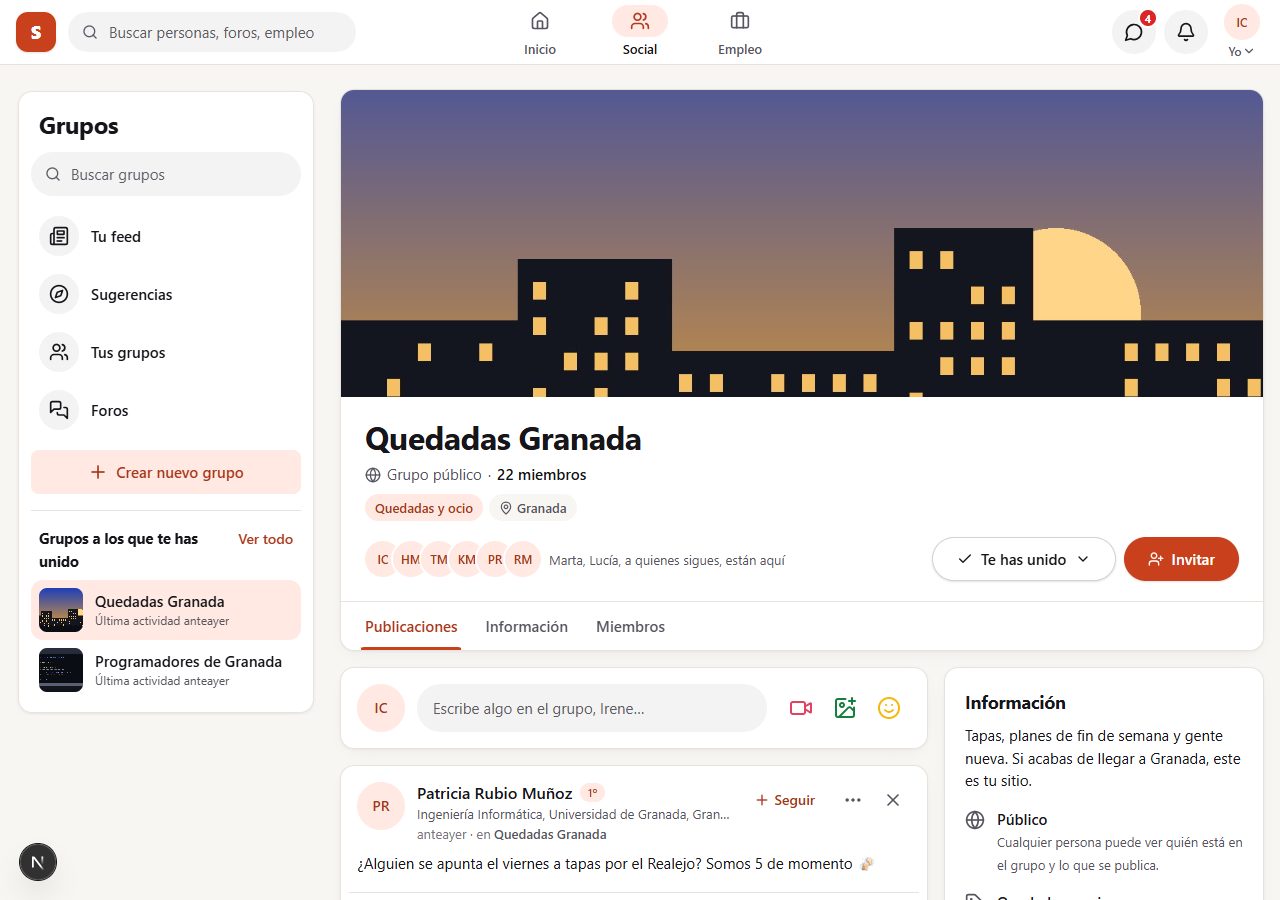 S
Buscar personas, foros, empleo
Inicio
Social
Empleo
4
IC
Yo
Grupos
Buscar grupos
Tu feed
Sugerencias
Tus grupos
Foros
Crear nuevo grupo
Grupos a los que te has unido
Ver todo
Quedadas Granada
Última actividad anteayer
Programadores de Granada
Última actividad anteayer
N
Quedadas Granada
Grupo público · 22 miembros
Quedadas y ocio
Granada
IC HM TM KM PR RM
Marta, Lucía, a quienes sigues, están aquí
Te has unido
Invitar
Publicaciones
Información
Miembros
IC
Escribe algo en el grupo, Irene...
PR
Patricia Rubio Muñoz 1º
Seguir
Ingeniería Informática, Universidad de Granada, Gran...
anteayer · en Quedadas Granada
¿Alguien se apunta el viernes a tapas por el Realejo? Somos 5 de momento
Información
Tapas, planes de fin de semana y gente
nueva. Si acabas de llegar a Granada, este
es tu sitio.
Público
Cualquier persona puede ver quién está en
el grupo y lo que se publica.